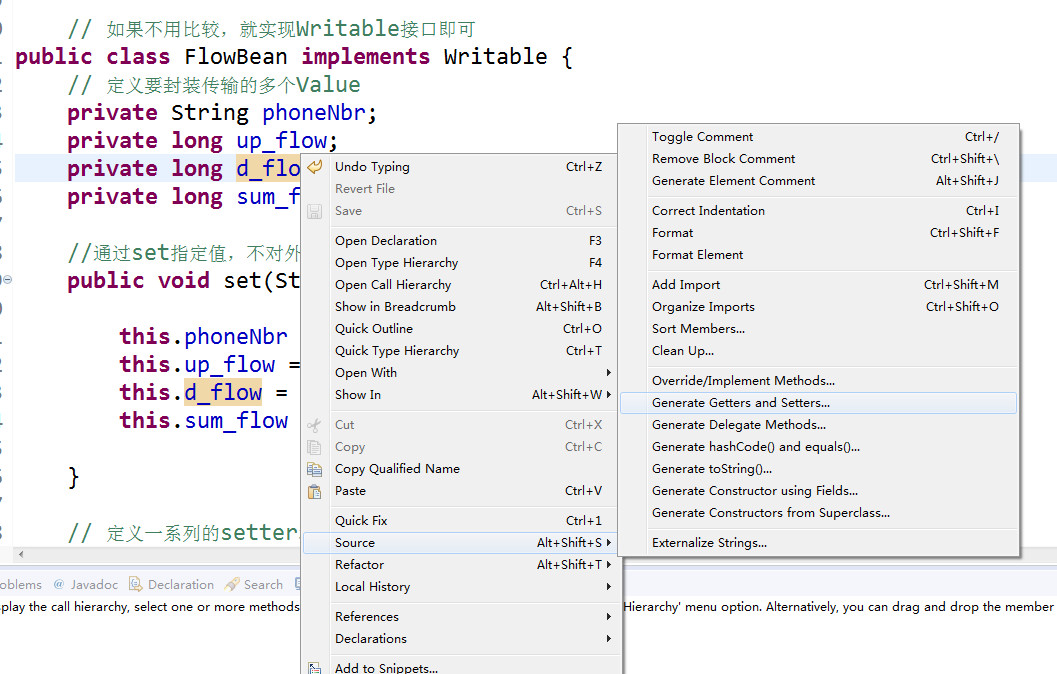 // 如果不用比较，就实现Writable接口即可
public class FlowBean implements Writable {
// 定义要封装传输的多个Value
private String phoneNbr;
private long up_flow;
private long d_flo
private long sum_f
//通过set指定值，不对外
public void set(St
this.phoneNbr
this.up_flow =
this.d_flow =
this.sum_flow
}
// 定义一系列的setter
Undo Typing Ctrl+Z
Revert File
Save Ctrl+S
Open Declaration F3
Open Type Hierarchy F4
Open Call Hierarchy Ctrl+Alt+H
Show in Breadcrumb Alt+Shift+B
Quick Outline Ctrl+O
Quick Type Hierarchy Ctrl+T
Open With
Show In Alt+Shift+W
Cut Ctrl+X
Copy Ctrl+C
Copy Qualified Name
Paste Ctrl+V
Quick Fix Ctrl+1
Source Alt+Shift+S
Refactor Alt+Shift+T
Local History
References
Declarations
Add to Snippets...
Toggle Comment Ctrl+/
Remove Block Comment Ctrl+Shift+\
Generate Element Comment Alt+Shift+J
Correct Indentation Ctrl+I
Format Ctrl+Shift+F
Format Element
Add Import Ctrl+Shift+M
Organize Imports Ctrl+Shift+O
Sort Members...
Clean Up...
Override/Implement Methods...
Generate Getters and Setters...
Generate Delegate Methods...
Generate hashCode() and equals()...
Generate toString()...
Generate Constructor using Fields...
Generate Constructors from Superclass...
Externalize Strings...
oblems @ Javadoc Declaration Search
splay the call hierarchy, select one or more methods
Hierarchy' menu option. Alternatively, you can drag and drop the member